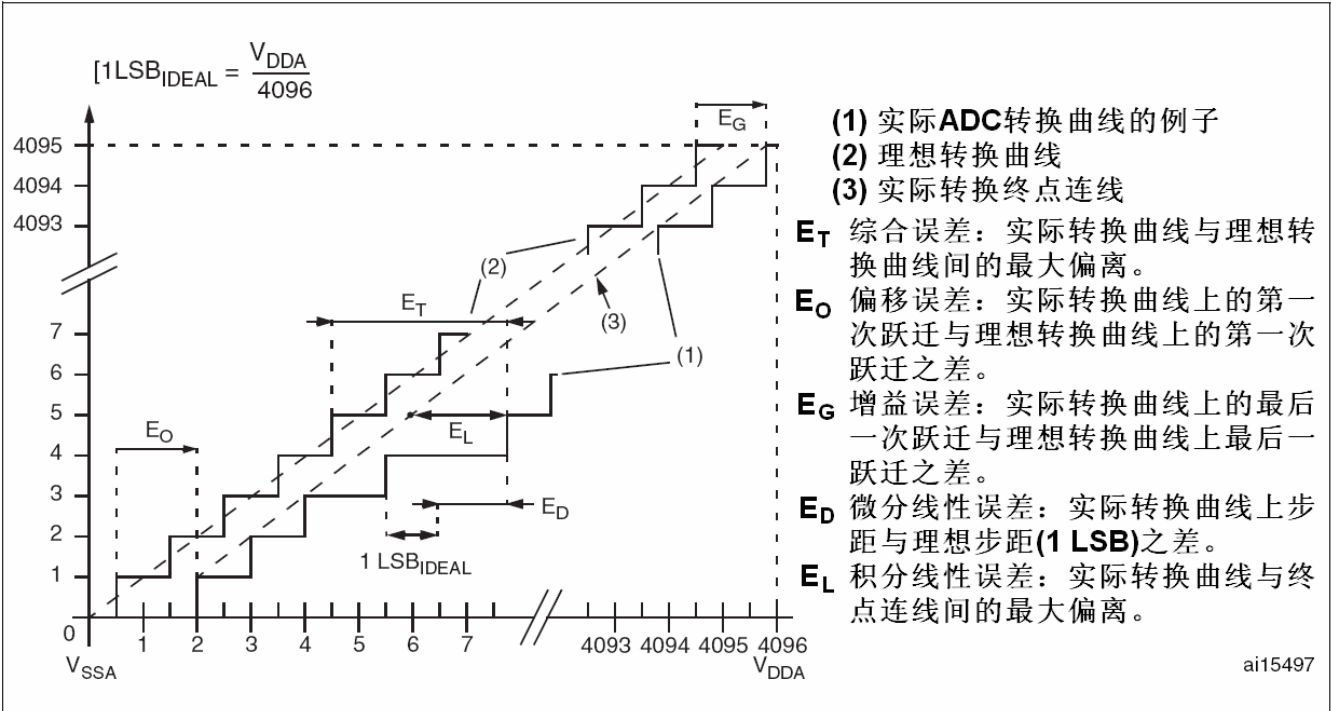 [1LSB_IDEAL = V_DDA / 4096
E_G
4095
4094
4093
(2)
E_T
(3)
7
(1)
6
5
E_O
E_L
4
3
E_D
2
1 LSB_IDEAL
1
0
1 2 3 4 5 6 7 4093 4094 4095 4096
V_SSA
V_DDA
(1) 实际ADC转换曲线的例子
(2) 理想转换曲线
(3) 实际转换终点连线
E_T 综合误差：实际转换曲线与理想转
换曲线间的最大偏离。
E_O 偏移误差：实际转换曲线上的第一
次跃迁与理想转换曲线上的第一次
跃迁之差。
E_G 增益误差：实际转换曲线上的最后
一次跃迁与理想转换曲线上最后一
跃迁之差。
E_D 微分线性误差：实际转换曲线上步
距与理想步距(1 LSB)之差。
E_L 积分线性误差：实际转换曲线与终
点连线间的最大偏离。
ai15497